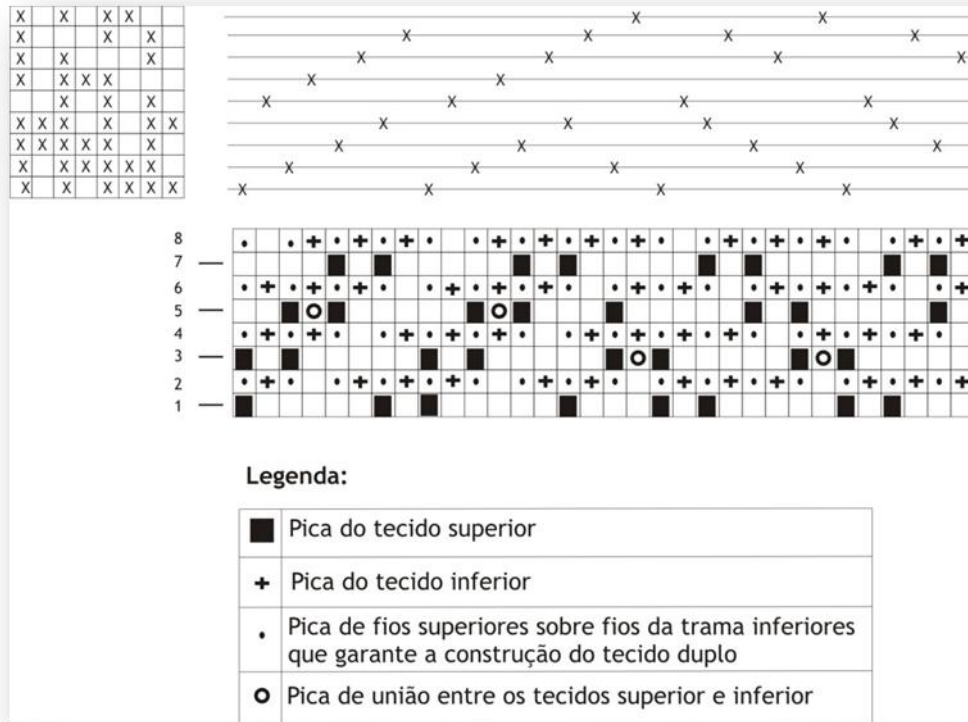 8
7
6
5
4
3
2
1
Legenda:
Pica do tecido superior
Pica do tecido inferior
Pica de fios superiores sobre fios da trama inferiores
que garante a construção do tecido duplo
Pica de união entre os tecidos superior e inferior